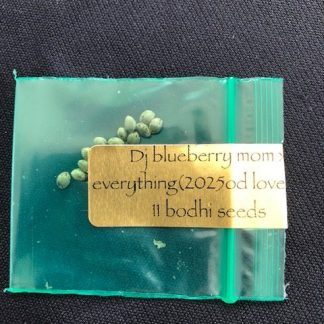 Dj blueberry mom x
everything(2025od love
11 bodhi seeds